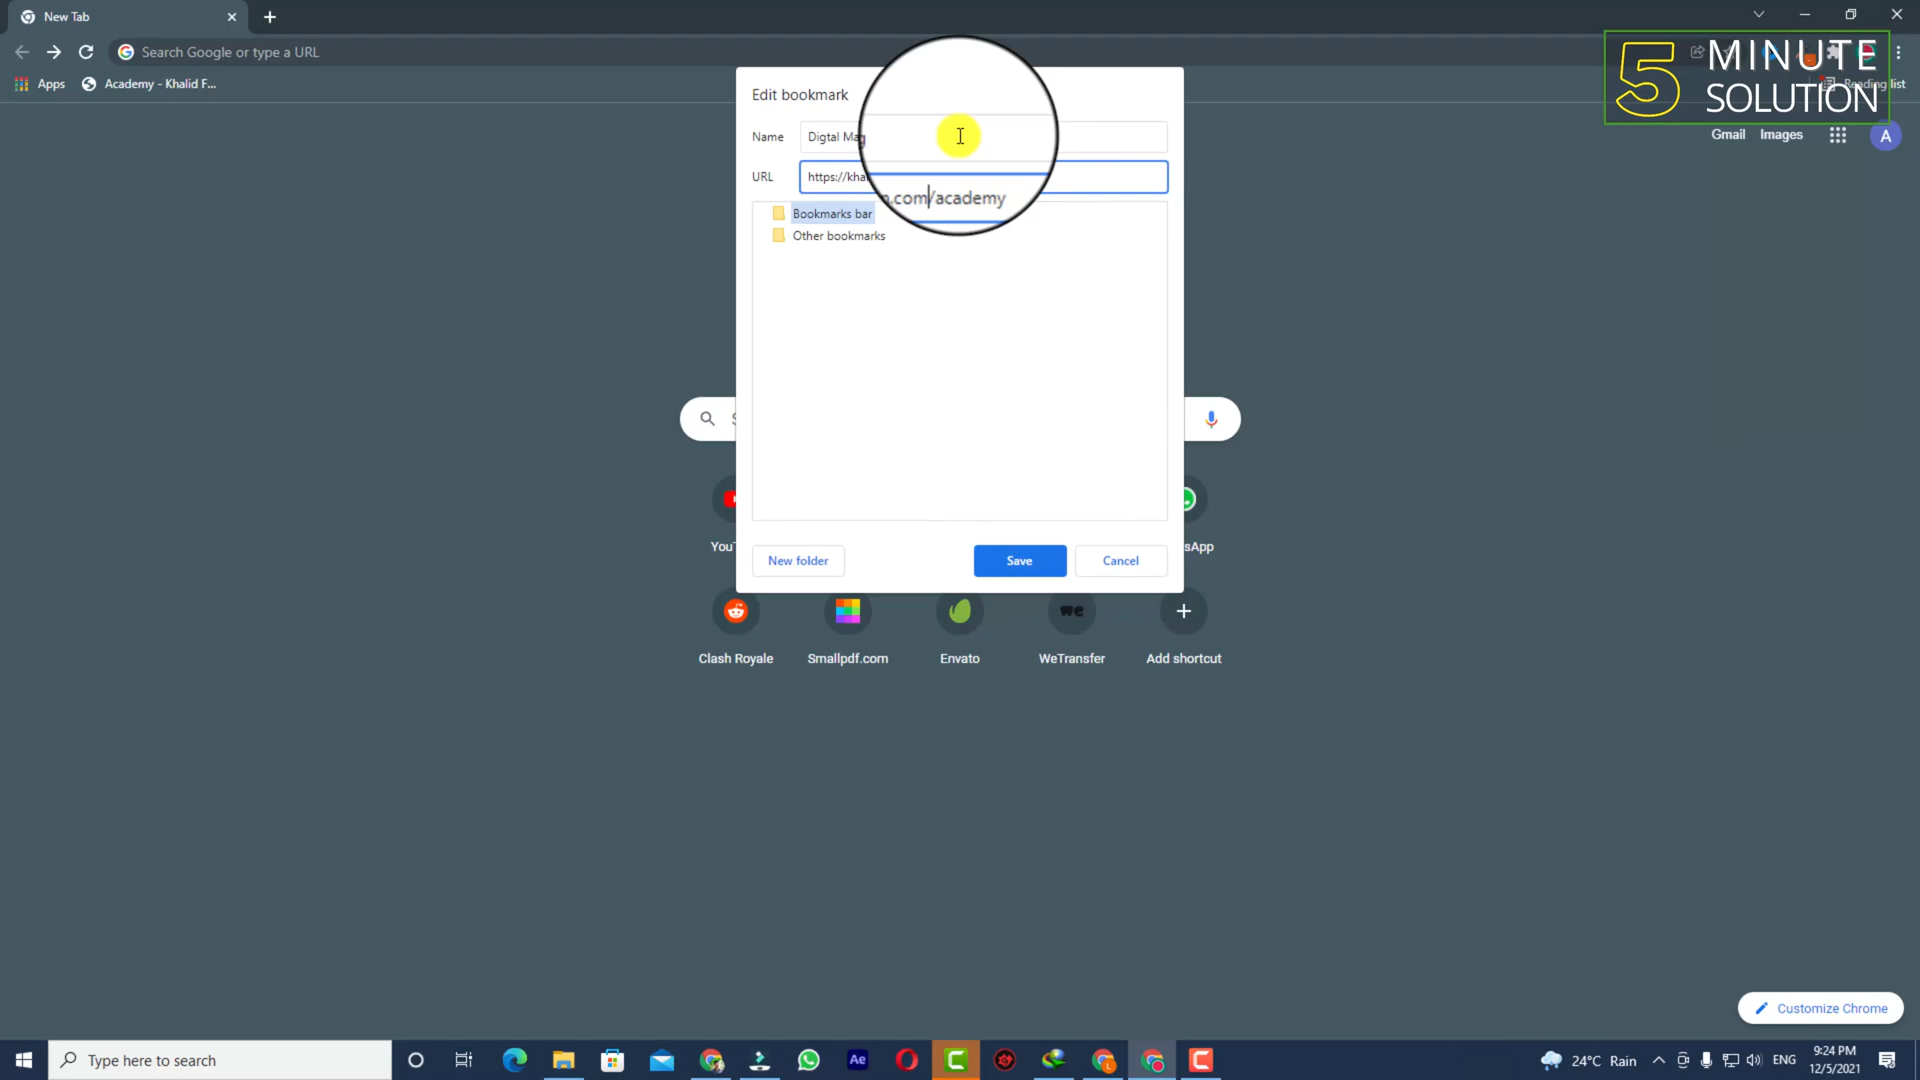 New Tab
Search Google or type a URL
Apps
Academy - Khalid F...
5 MINUTE
SOLUTION
Reading list
Gmail
Images
A
Edit bookmark
Name
Digtal Mag
URL
https://kha
.com/academy
Bookmarks bar
Other bookmarks
New folder
Save
Cancel
Clash Royale
Smallpdf.com
Envato
WeTransfer
Add shortcut
we
Customize Chrome
Type here to search
Ae
24°C Rain
ENG
9:24 PM
12/5/2021